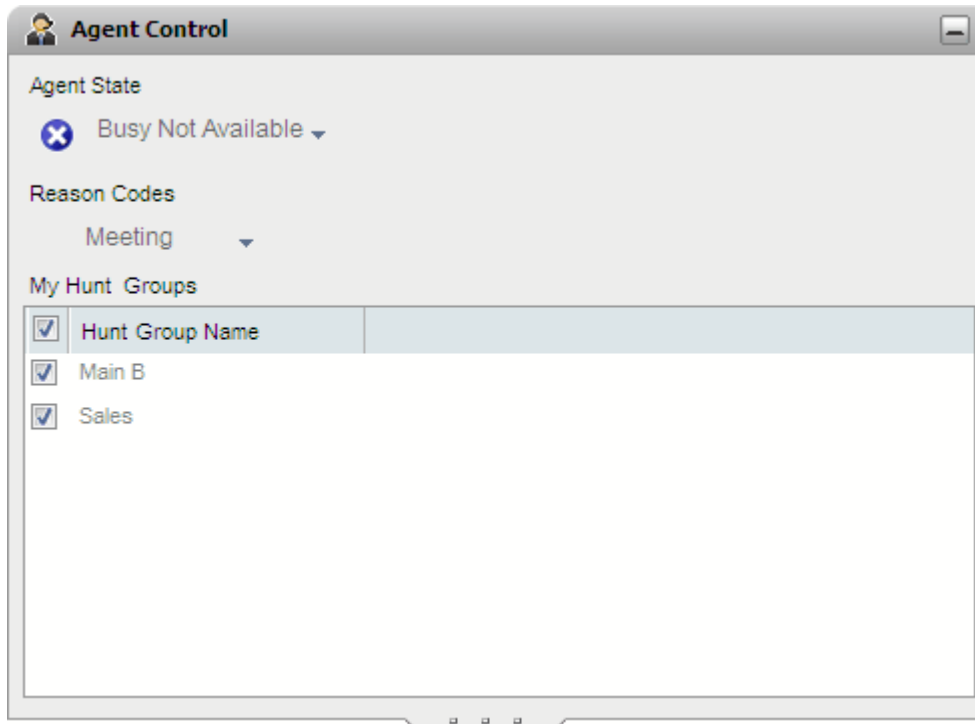 Agent Control
Agent State
Busy Not Available
Reason Codes
Meeting
My Hunt Groups
Hunt Group Name
Main B
Sales